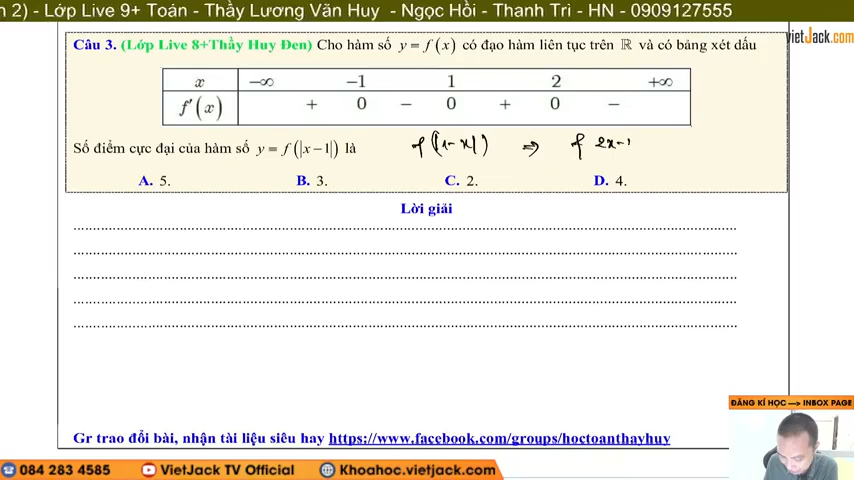 n 2) - Lớp Live 9+ Toán - Thầy Lương Văn Huy - Ngọc Hồi - Thanh Trì - HN - 0909127555
vietJack.com
Câu 3. (Lớp Live 8+Thầy Huy Đen) Cho hàm số y = f(x) có đạo hàm liên tục trên ℝ và có bảng xét dấu
x −∞ −1 1 2 +∞
f'(x) + 0 − 0 + 0 −
Số điểm cực đại của hàm số y = f(|x−1|) là f(|x−x|) ⇒ f 2x-1
A. 5. B. 3. C. 2. D. 4.
Lời giải
ĐĂNG KÍ HỌC —> INBOX PAGE
Gr trao đổi bài, nhận tài liệu siêu hay https://www.facebook.com/groups/hoctoanthayhuy
084 283 4585 VietJack TV Official Khoahoc.vietjack.com